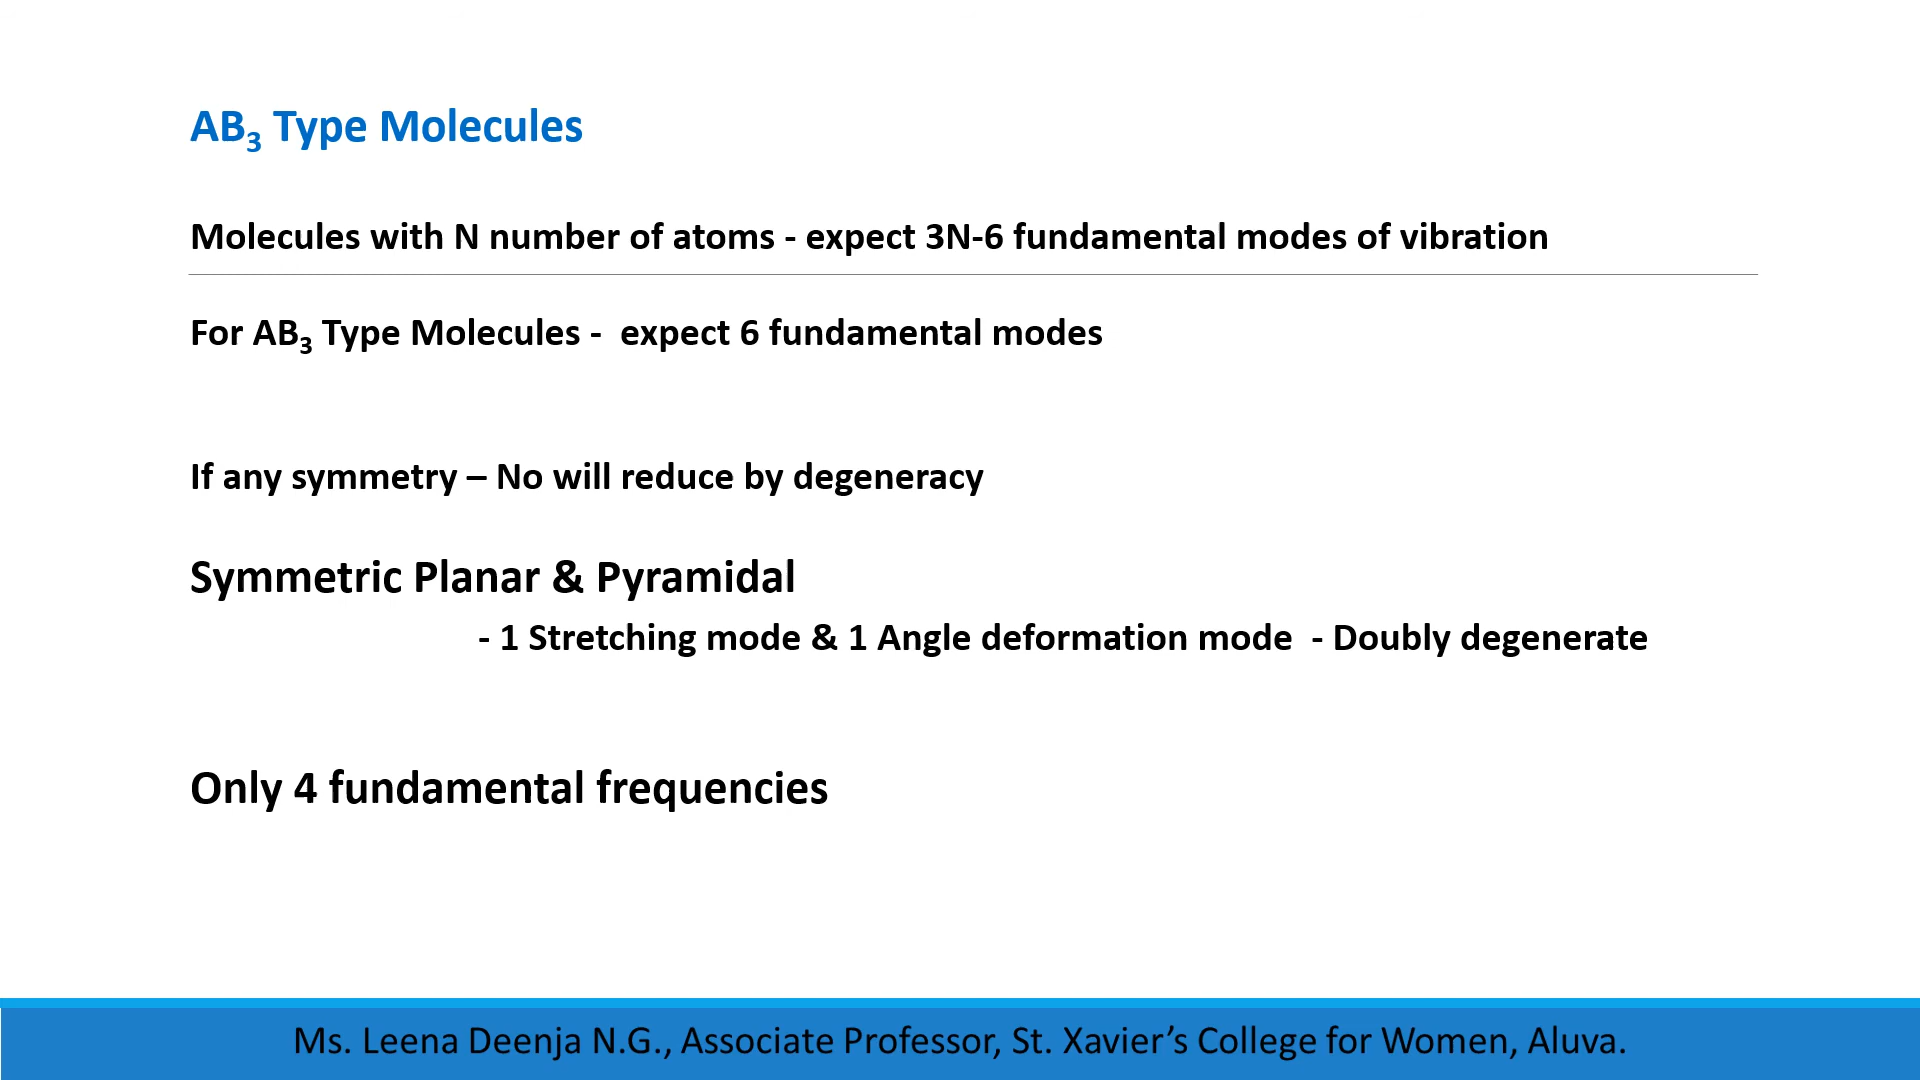 AB₃ Type Molecules
Molecules with N number of atoms - expect 3N-6 fundamental modes of vibration
For AB₃ Type Molecules -  expect 6 fundamental modes
If any symmetry – No will reduce by degeneracy
Symmetric Planar & Pyramidal
- 1 Stretching mode & 1 Angle deformation mode  - Doubly degenerate
Only 4 fundamental frequencies
Ms. Leena Deenja N.G., Associate Professor, St. Xavier’s College for Women, Aluva.